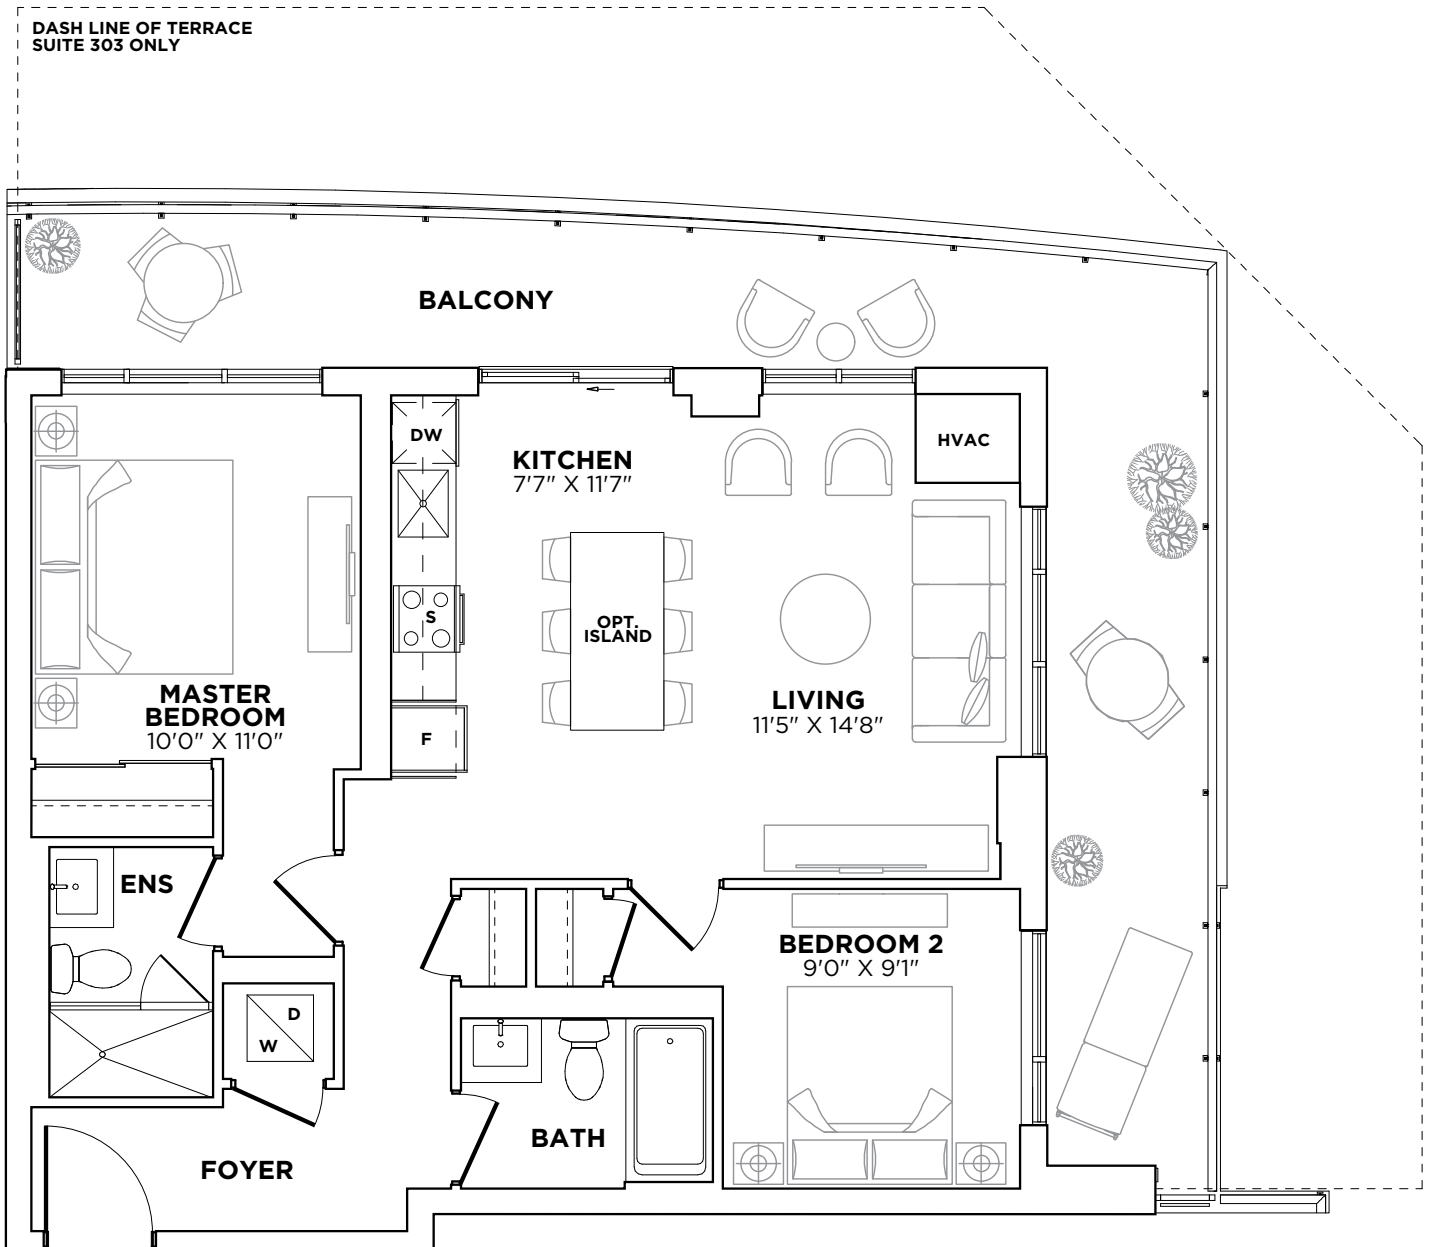 DASH LINE OF TERRACE
SUITE 303 ONLY
BALCONY
DW
KITCHEN
7'7" X 11'7"
HVAC
S
OPT.
ISLAND
MASTER
BEDROOM
10'0" X 11'0"
F
LIVING
11'5" X 14'8"
ENS
BEDROOM 2
9'0" X 9'1"
D
W
BATH
FOYER